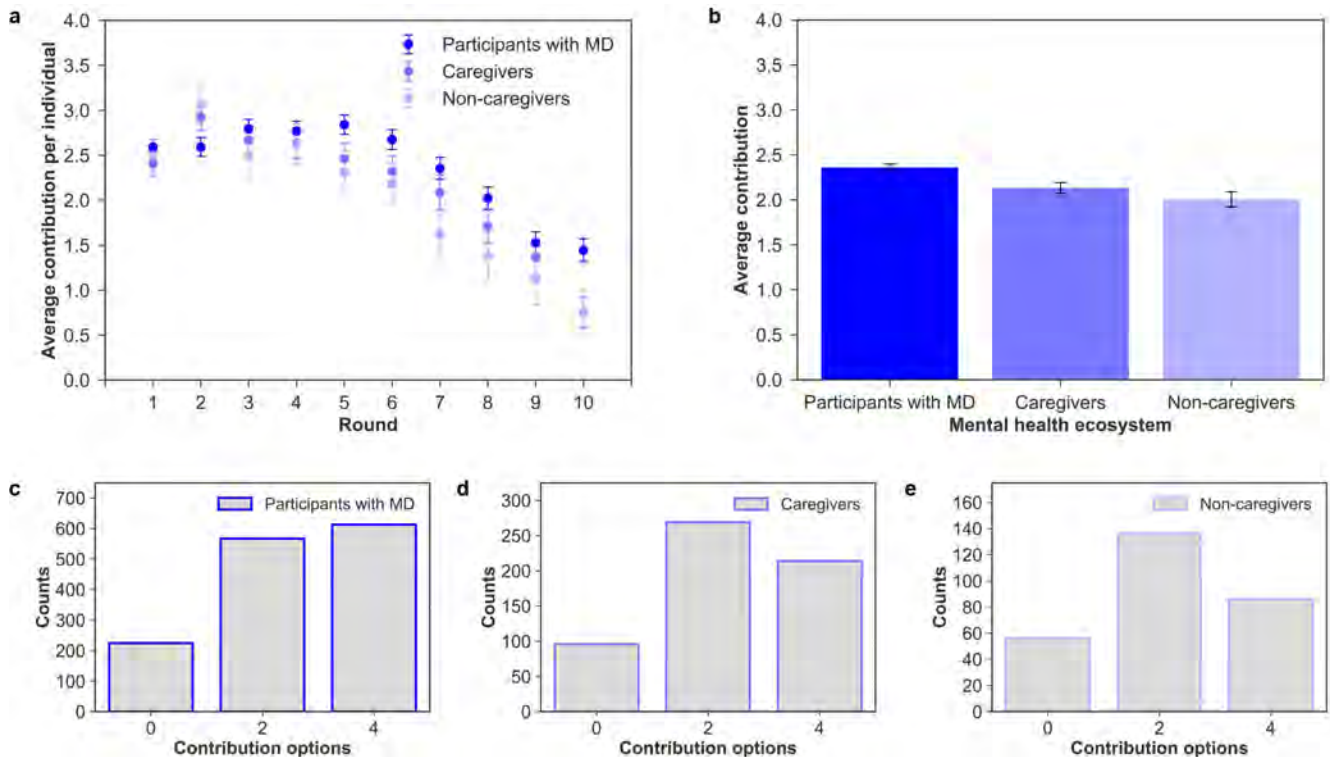 a
Average contribution per individual
4.0
3.5
3.0
2.5
2.0
1.5
1.0
0.5
0.0
Participants with MD
Caregivers
Non-caregivers
1 2 3 4 5 6 7 8 9 10
Round
b
Average contribution
4.0
3.5
3.0
2.5
2.0
1.5
1.0
0.5
0.0
Participants with MD Caregivers Non-caregivers
Mental health ecosystem
c
Counts
700
600
500
400
300
200
100
0
Participants with MD
0 2 4
Contribution options
d
Counts
300
250
200
150
100
50
0
Caregivers
0 2 4
Contribution options
e
Counts
160
140
120
100
80
60
40
20
0
Non-caregivers
0 2 4
Contribution options